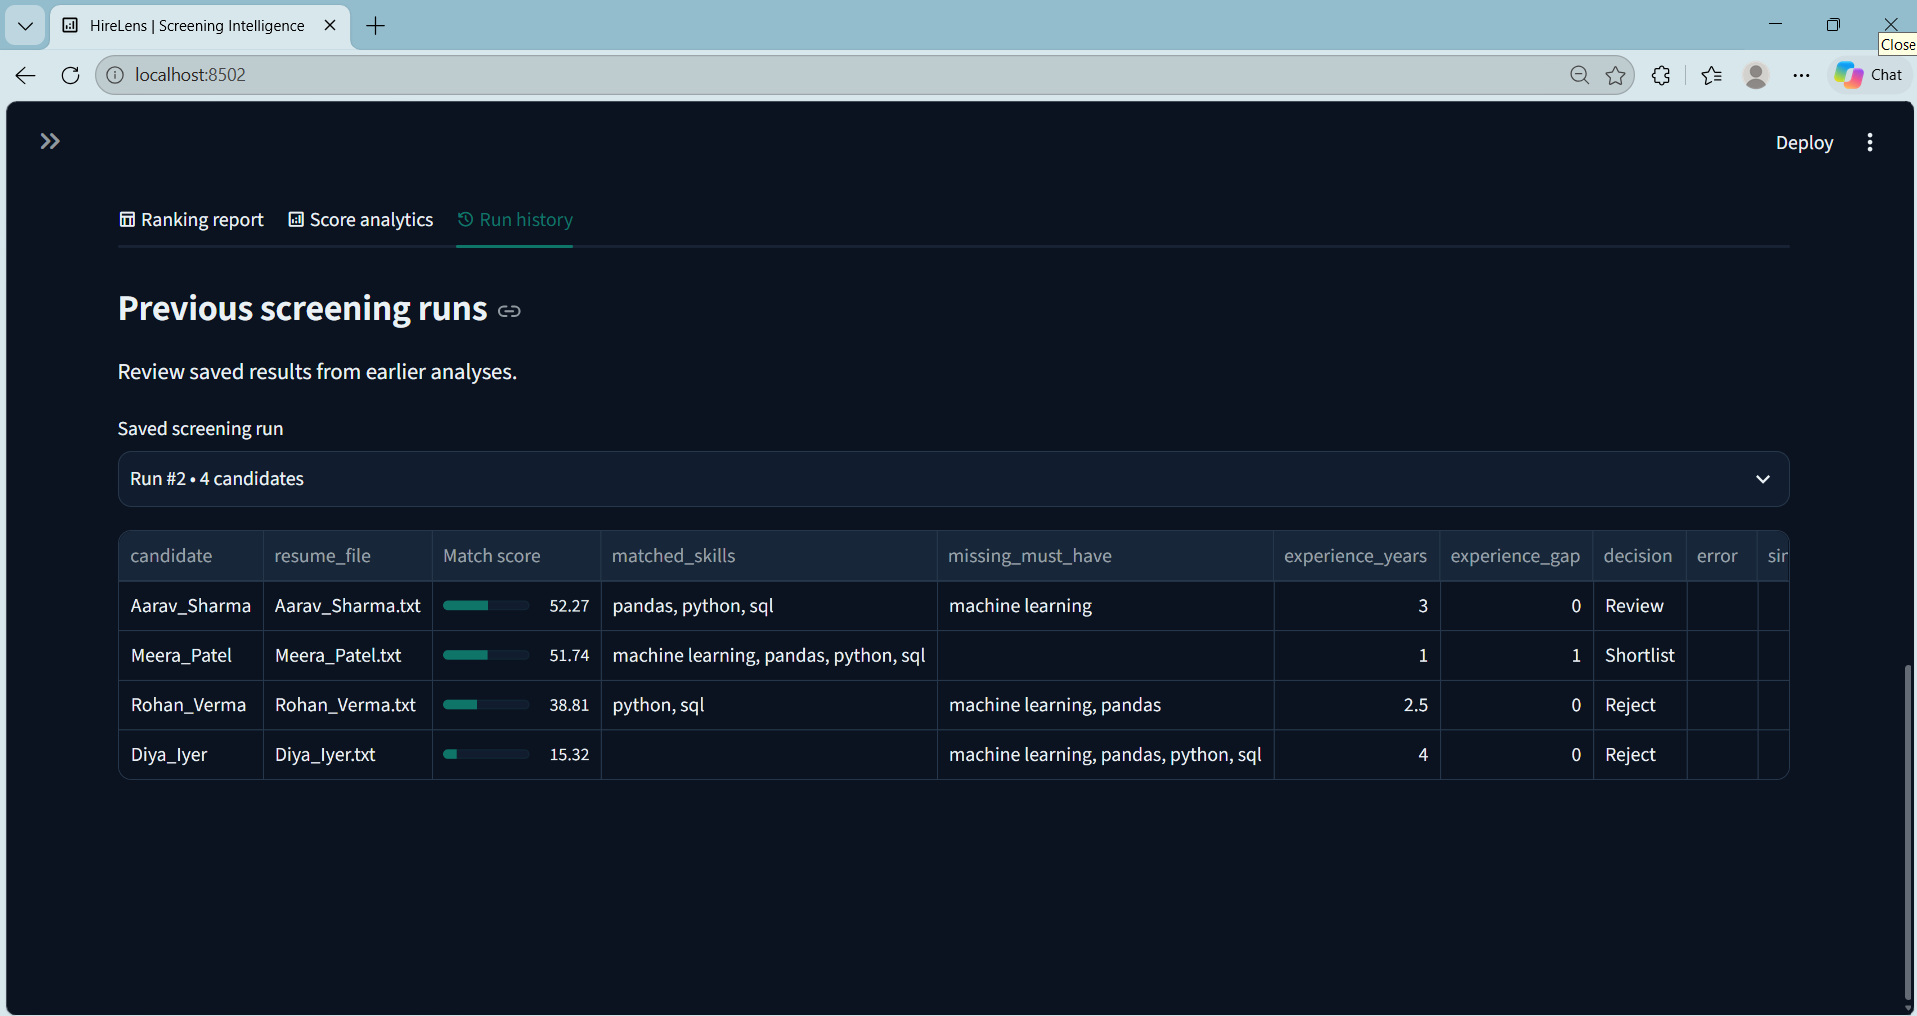 HireLens | Screening Intelligence
Close
localhost:8502
Chat
Deploy
Ranking report Score analytics Run history
Previous screening runs
Review saved results from earlier analyses.
Saved screening run
Run #2 • 4 candidates
candidate resume_file Match score matched_skills missing_must_have experience_years experience_gap decision error sir
Aarav_Sharma Aarav_Sharma.txt 52.27 pandas, python, sql machine learning 3 0 Review
Meera_Patel Meera_Patel.txt 51.74 machine learning, pandas, python, sql 1 1 Shortlist
Rohan_Verma Rohan_Verma.txt 38.81 python, sql machine learning, pandas 2.5 0 Reject
Diya_Iyer Diya_Iyer.txt 15.32 machine learning, pandas, python, sql 4 0 Reject